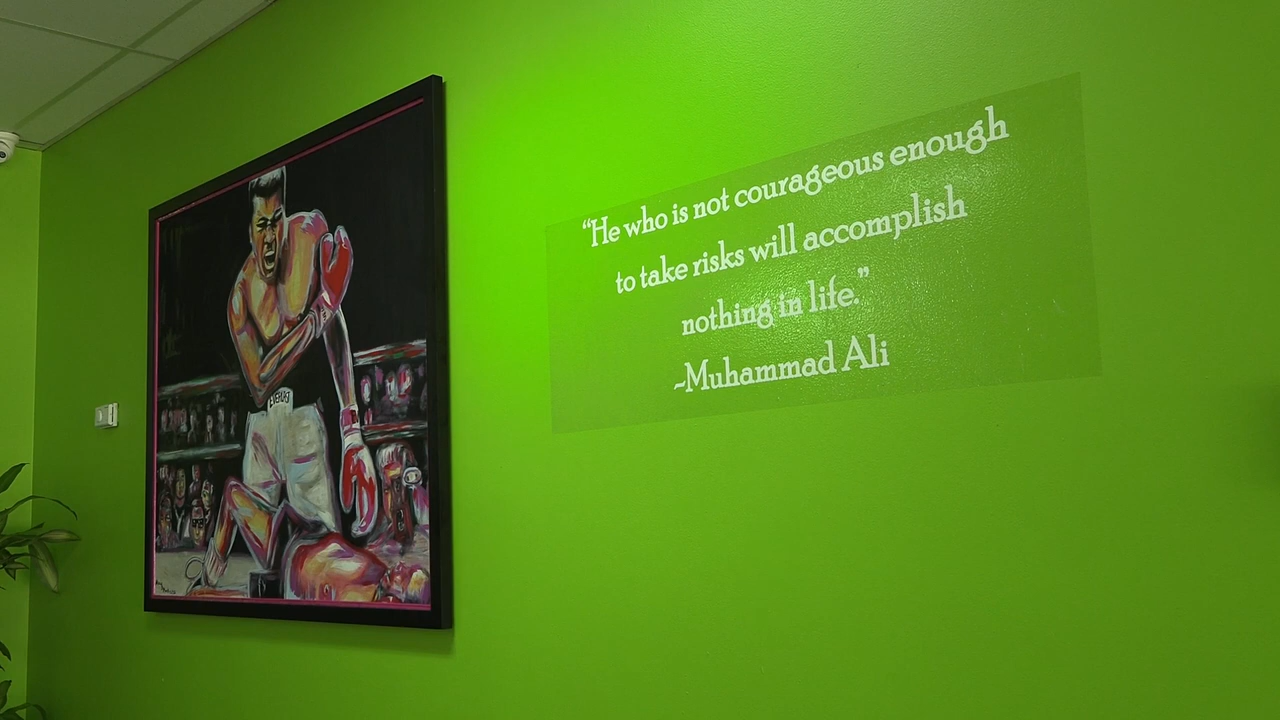 “He who is not courageous enough
to take risks will accomplish
nothing in life.”
-Muhammad Ali